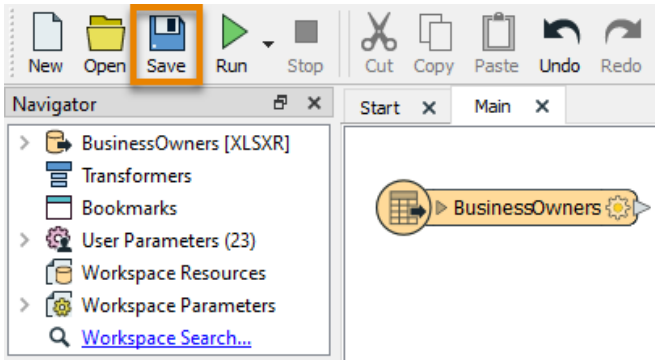 New Open Save Run Stop Cut Copy Paste Undo Redo
Navigator
Start Main
BusinessOwners [XLSXR]
Transformers
Bookmarks
User Parameters (23)
Workspace Resources
Workspace Parameters
Workspace Search...
BusinessOwners